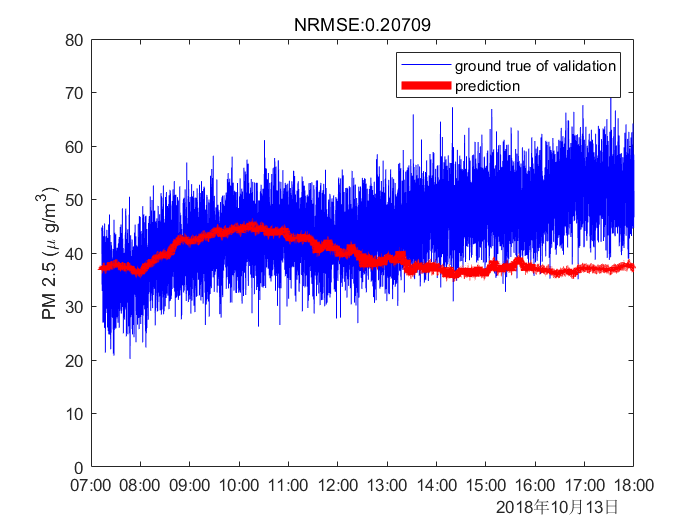 NRMSE:0.20709
80
70
60
50
40
30
20
10
0
PM 2.5 (μ g/m³)
ground true of validation
prediction
07:00 08:00 09:00 10:00 11:00 12:00 13:00 14:00 15:00 16:00 17:00 18:00
2018年10月13日